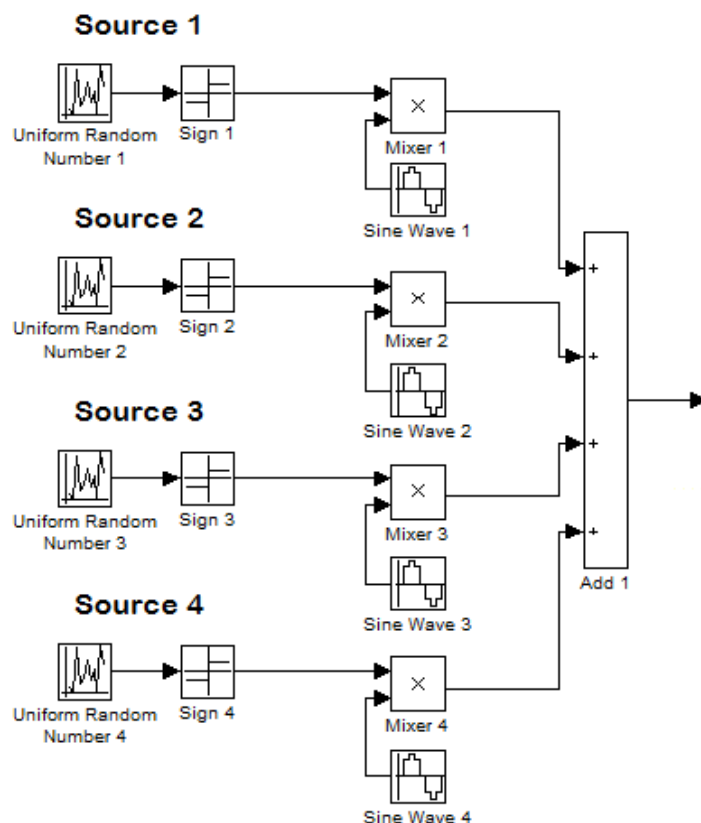 Source 1
Uniform Random
Number 1
Sign 1
×
Mixer 1
Sine Wave 1
Source 2
Uniform Random
Number 2
Sign 2
×
Mixer 2
Sine Wave 2
Source 3
Uniform Random
Number 3
Sign 3
×
Mixer 3
Sine Wave 3
Source 4
Uniform Random
Number 4
Sign 4
×
Mixer 4
Sine Wave 4
+
+
+
+
Add 1